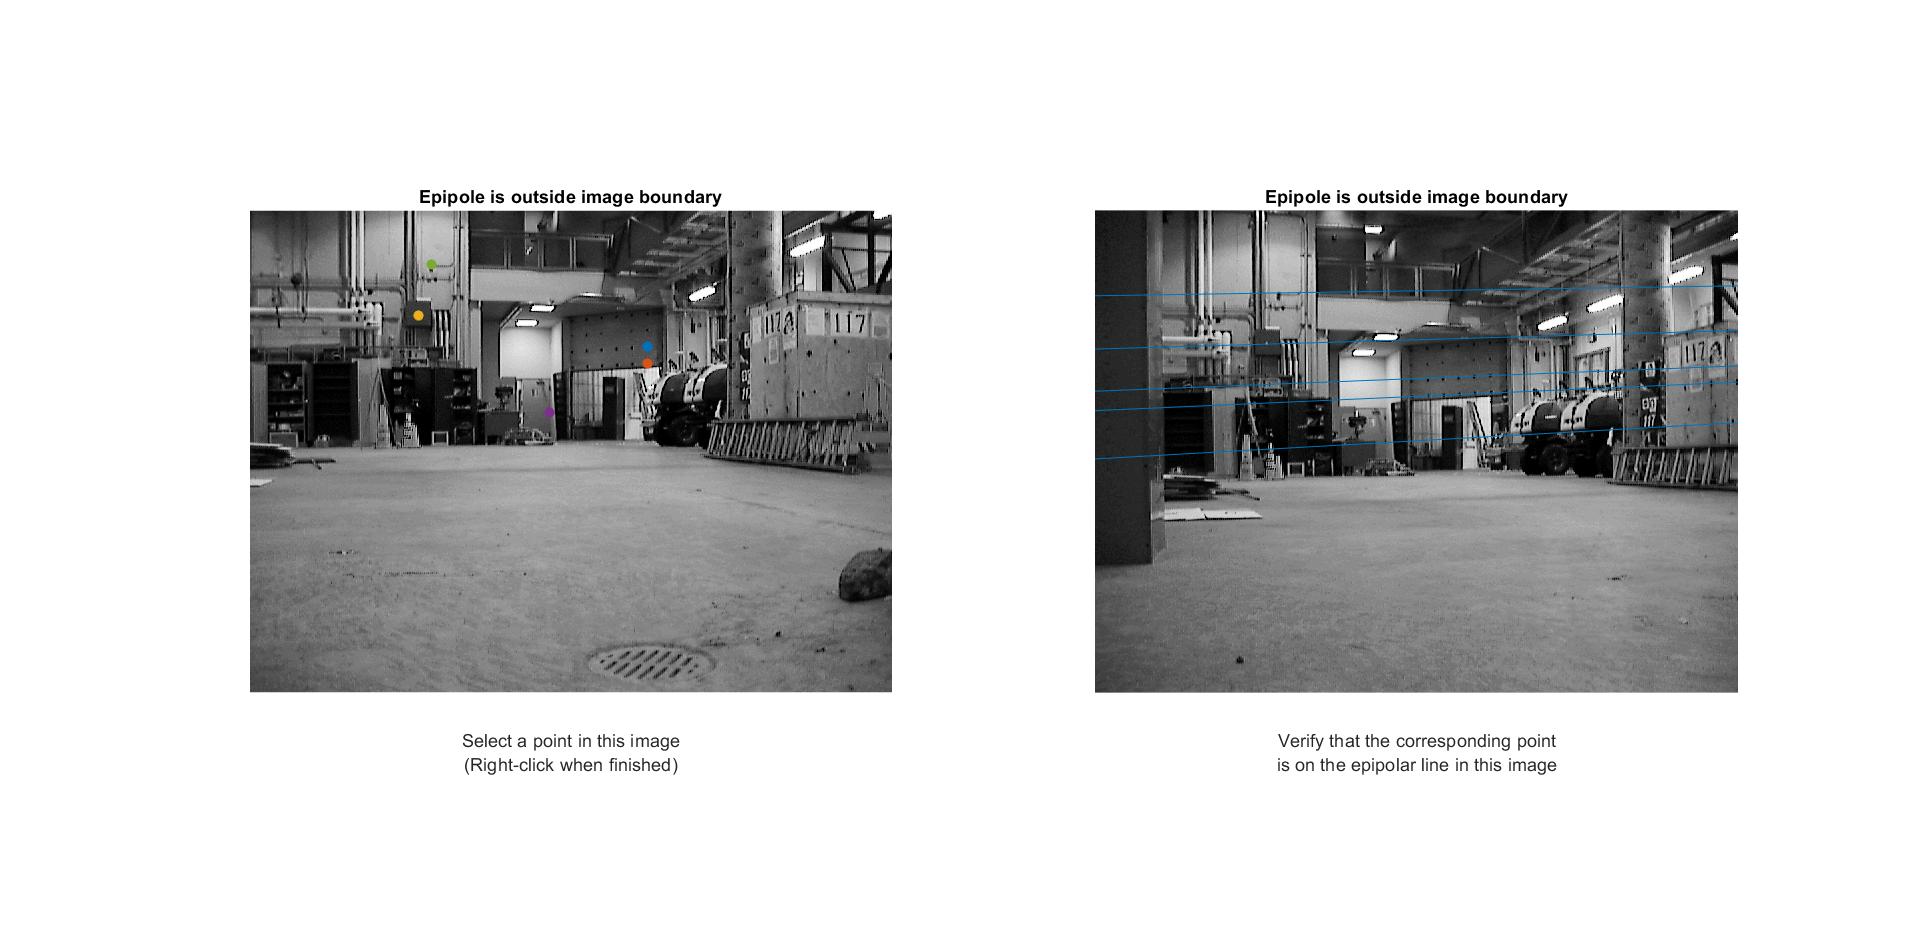 Epipole is outside image boundary
117
117
Select a point in this image
(Right-click when finished)
Epipole is outside image boundary
117
Verify that the corresponding point
is on the epipolar line in this image